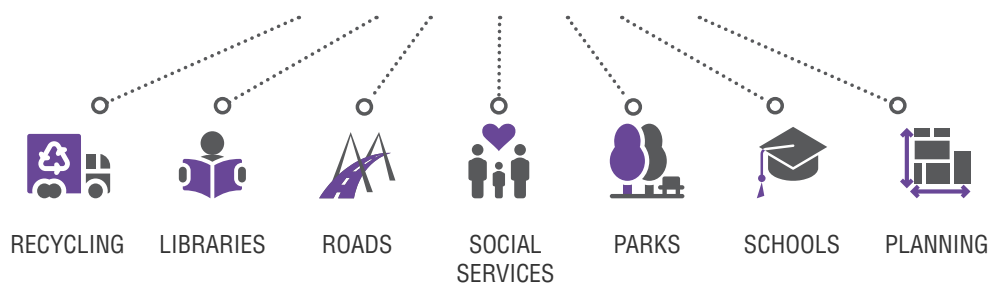 RECYCLING
LIBRARIES
ROADS
SOCIAL
SERVICES
PARKS
SCHOOLS
PLANNING